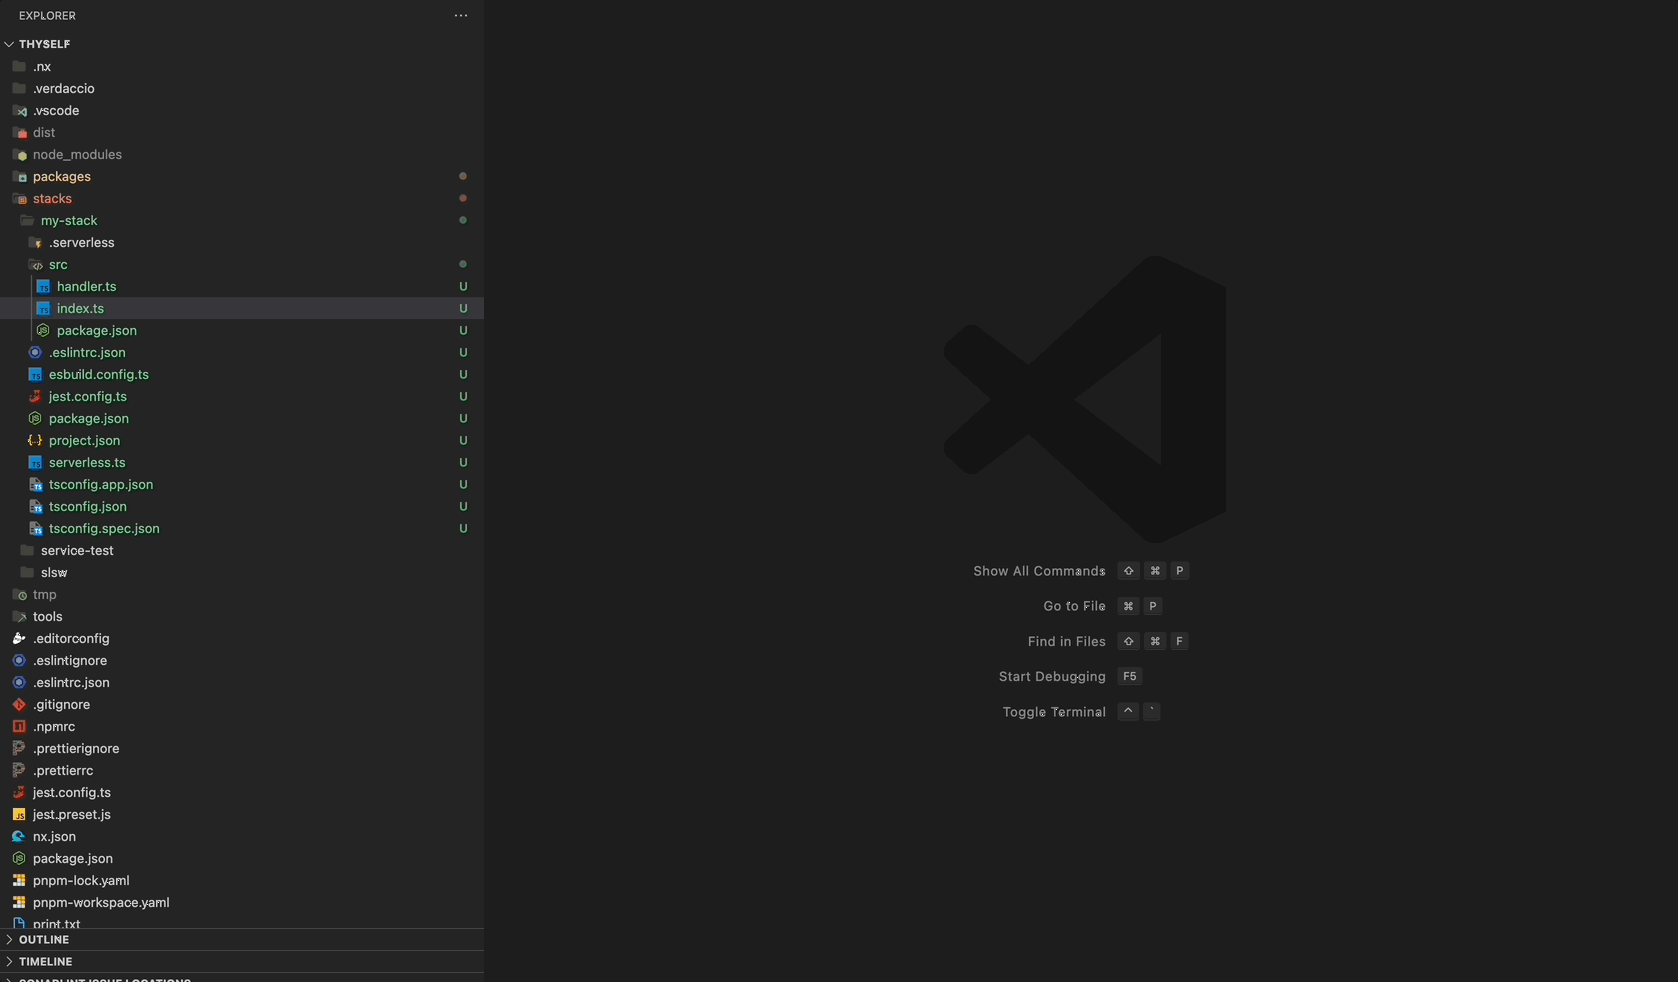 EXPLORER
THYSELF
.nx
.verdaccio
.vscode
dist
node_modules
packages
stacks
my-stack
.serverless
src
handler.ts U
index.ts U
package.json U
.eslintrc.json U
esbuild.config.ts U
jest.config.ts U
package.json U
project.json U
serverless.ts U
tsconfig.app.json U
tsconfig.json U
tsconfig.spec.json U
service-test
slsw
tmp
tools
.editorconfig
.eslintignore
.eslintrc.json
.gitignore
.npmrc
.prettierignore
.prettierrc
jest.config.ts
jest.preset.js
nx.json
package.json
pnpm-lock.yaml
pnpm-workspace.yaml
print.txt
OUTLINE
TIMELINE
SONARLINT ISSUE LOCATIONS
Show All Commands ⇧ ⌘ P
Go to File ⌘ P
Find in Files ⇧ ⌘ F
Start Debugging F5
Toggle Terminal ^ `